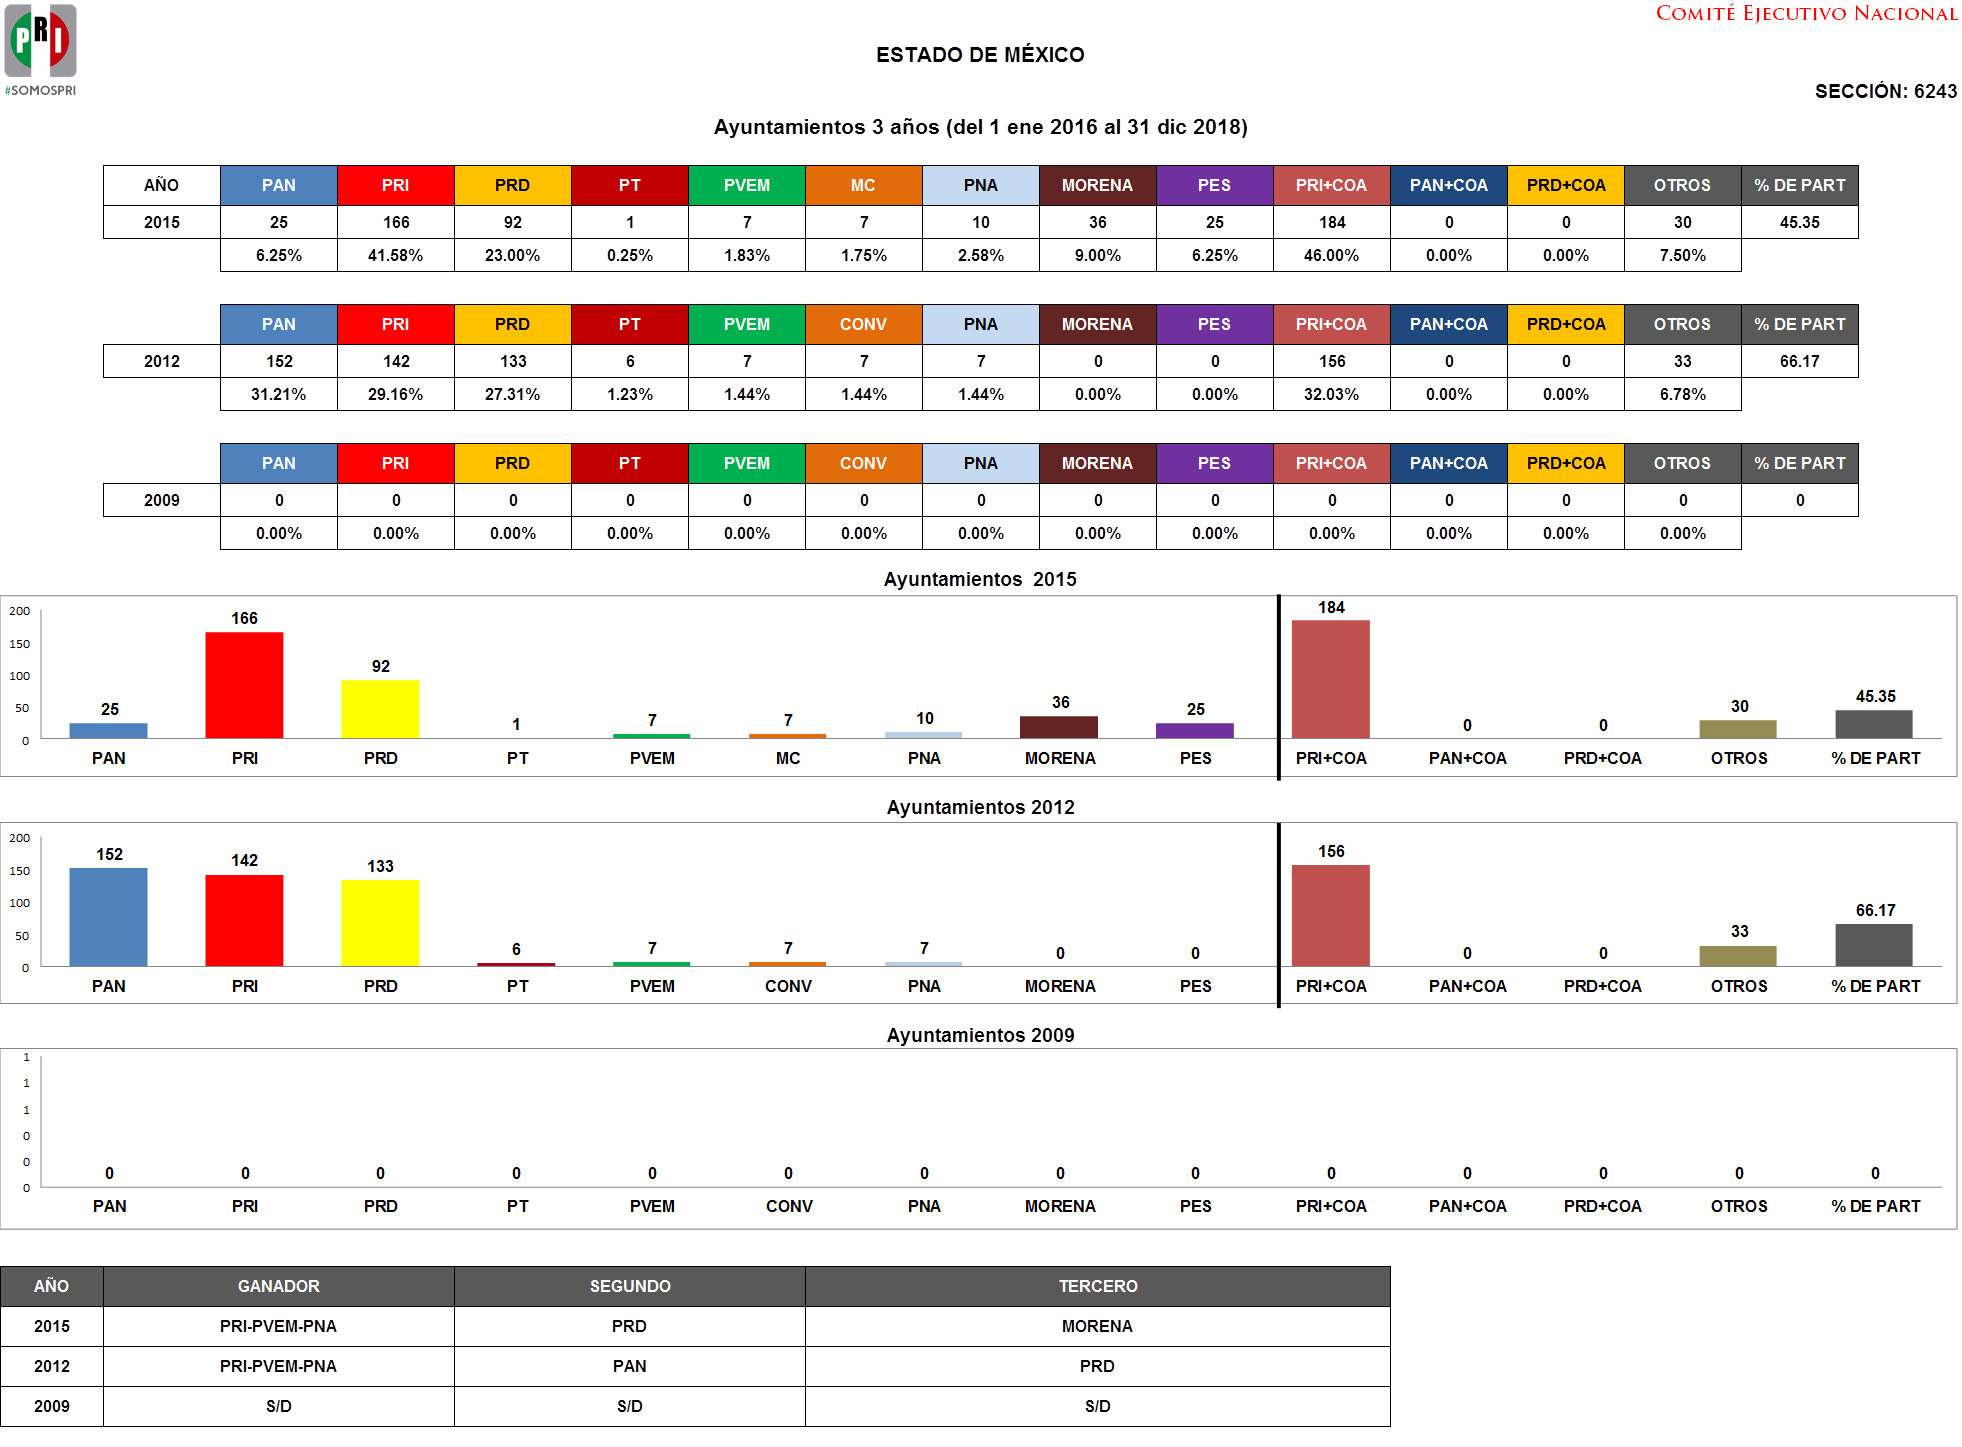 PRI
#SOMOSPRI
COMITÉ EJECUTIVO NACIONAL
ESTADO DE MÉXICO
SECCIÓN: 6243
Ayuntamientos 3 años (del 1 ene 2016 al 31 dic 2018)
AÑO PAN PRI PRD PT PVEM MC PNA MORENA PES PRI+COA PAN+COA PRD+COA OTROS % DE PART
2015 25 166 92 1 7 7 10 36 25 184 0 0 30 45.35
6.25% 41.58% 23.00% 0.25% 1.83% 1.75% 2.58% 9.00% 6.25% 46.00% 0.00% 0.00% 7.50%
PAN PRI PRD PT PVEM CONV PNA MORENA PES PRI+COA PAN+COA PRD+COA OTROS % DE PART
2012 152 142 133 6 7 7 7 0 0 156 0 0 33 66.17
31.21% 29.16% 27.31% 1.23% 1.44% 1.44% 1.44% 0.00% 0.00% 32.03% 0.00% 0.00% 6.78%
PAN PRI PRD PT PVEM CONV PNA MORENA PES PRI+COA PAN+COA PRD+COA OTROS % DE PART
2009 0 0 0 0 0 0 0 0 0 0 0 0 0 0
0.00% 0.00% 0.00% 0.00% 0.00% 0.00% 0.00% 0.00% 0.00% 0.00% 0.00% 0.00% 0.00%
Ayuntamientos 2015
200
150
100
50
0
25 166 92 1 7 7 10 36 25 184 0 0 30 45.35
PAN PRI PRD PT PVEM MC PNA MORENA PES PRI+COA PAN+COA PRD+COA OTROS % DE PART
Ayuntamientos 2012
200
150
100
50
0
152 142 133 6 7 7 7 0 0 156 0 0 33 66.17
PAN PRI PRD PT PVEM CONV PNA MORENA PES PRI+COA PAN+COA PRD+COA OTROS % DE PART
Ayuntamientos 2009
1
1
1
0
0
0
0 0 0 0 0 0 0 0 0 0 0 0 0 0
PAN PRI PRD PT PVEM CONV PNA MORENA PES PRI+COA PAN+COA PRD+COA OTROS % DE PART
AÑO GANADOR SEGUNDO TERCERO
2015 PRI-PVEM-PNA PRD MORENA
2012 PRI-PVEM-PNA PAN PRD
2009 S/D S/D S/D